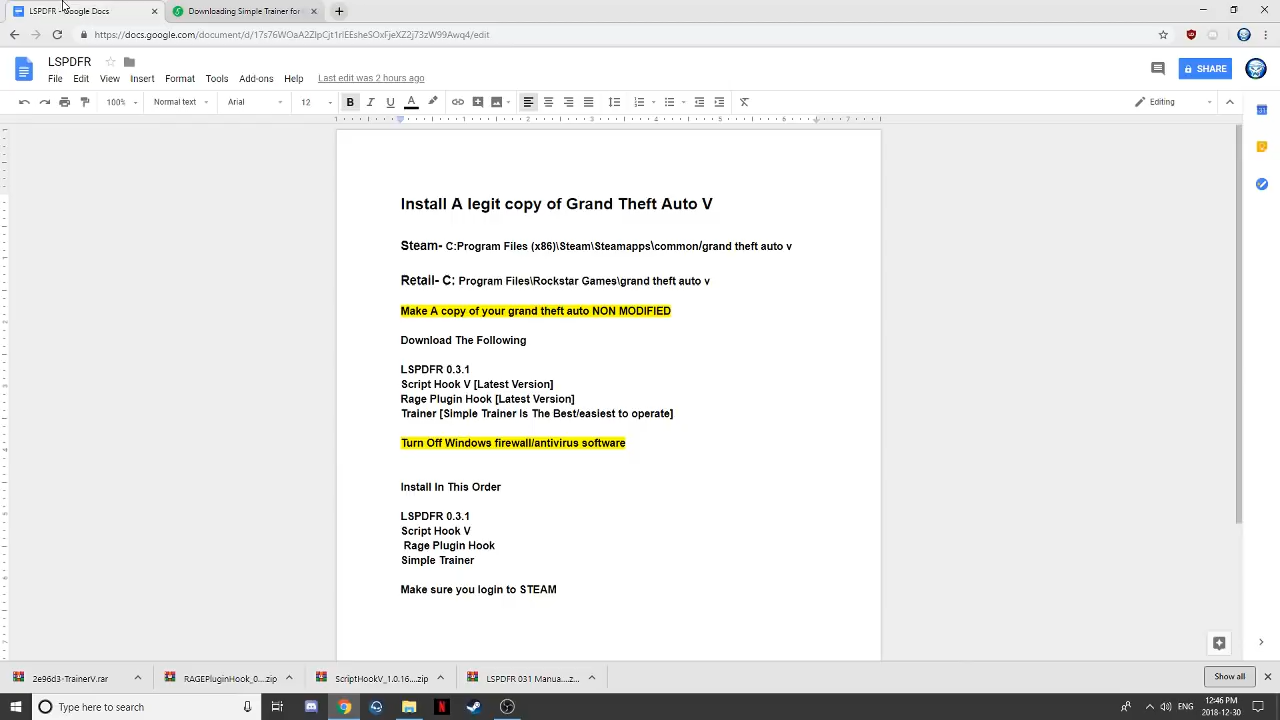 LSPDFR - Google Docs
Downloading Simple Trainer for
https://docs.google.com/document/d/17s76WOaA2ZIpCjt1rIEEsheSOxFjeXZ2j73zW99Awq4/edit
LSPDFR
File Edit View Insert Format Tools Add-ons Help Last edit was 2 hours ago
SHARE
100% Normal text Arial 12 B I U A Editing
Install A legit copy of Grand Theft Auto V
Steam- C:Program Files (x86)\Steam\Steamapps\common/grand theft auto v
Retail- C: Program Files\Rockstar Games\grand theft auto v
Make A copy of your grand theft auto NON MODIFIED
Download The Following
LSPDFR 0.3.1
Script Hook V [Latest Version]
Rage Plugin Hook [Latest Version]
Trainer [Simple Trainer Is The Best/easiest to operate]
Turn Off Windows firewall/antivirus software
Install In This Order
LSPDFR 0.3.1
Script Hook V
Rage Plugin Hook
Simple Trainer
Make sure you login to STEAM
2e96d3-TrainerV.rar
RAGEPluginHook_0....zip
ScriptHookV_1.0.16...zip
LSPDFR 031 Manua....z...
Show all
Type here to search
ENG
12:46 PM
2018-12-30